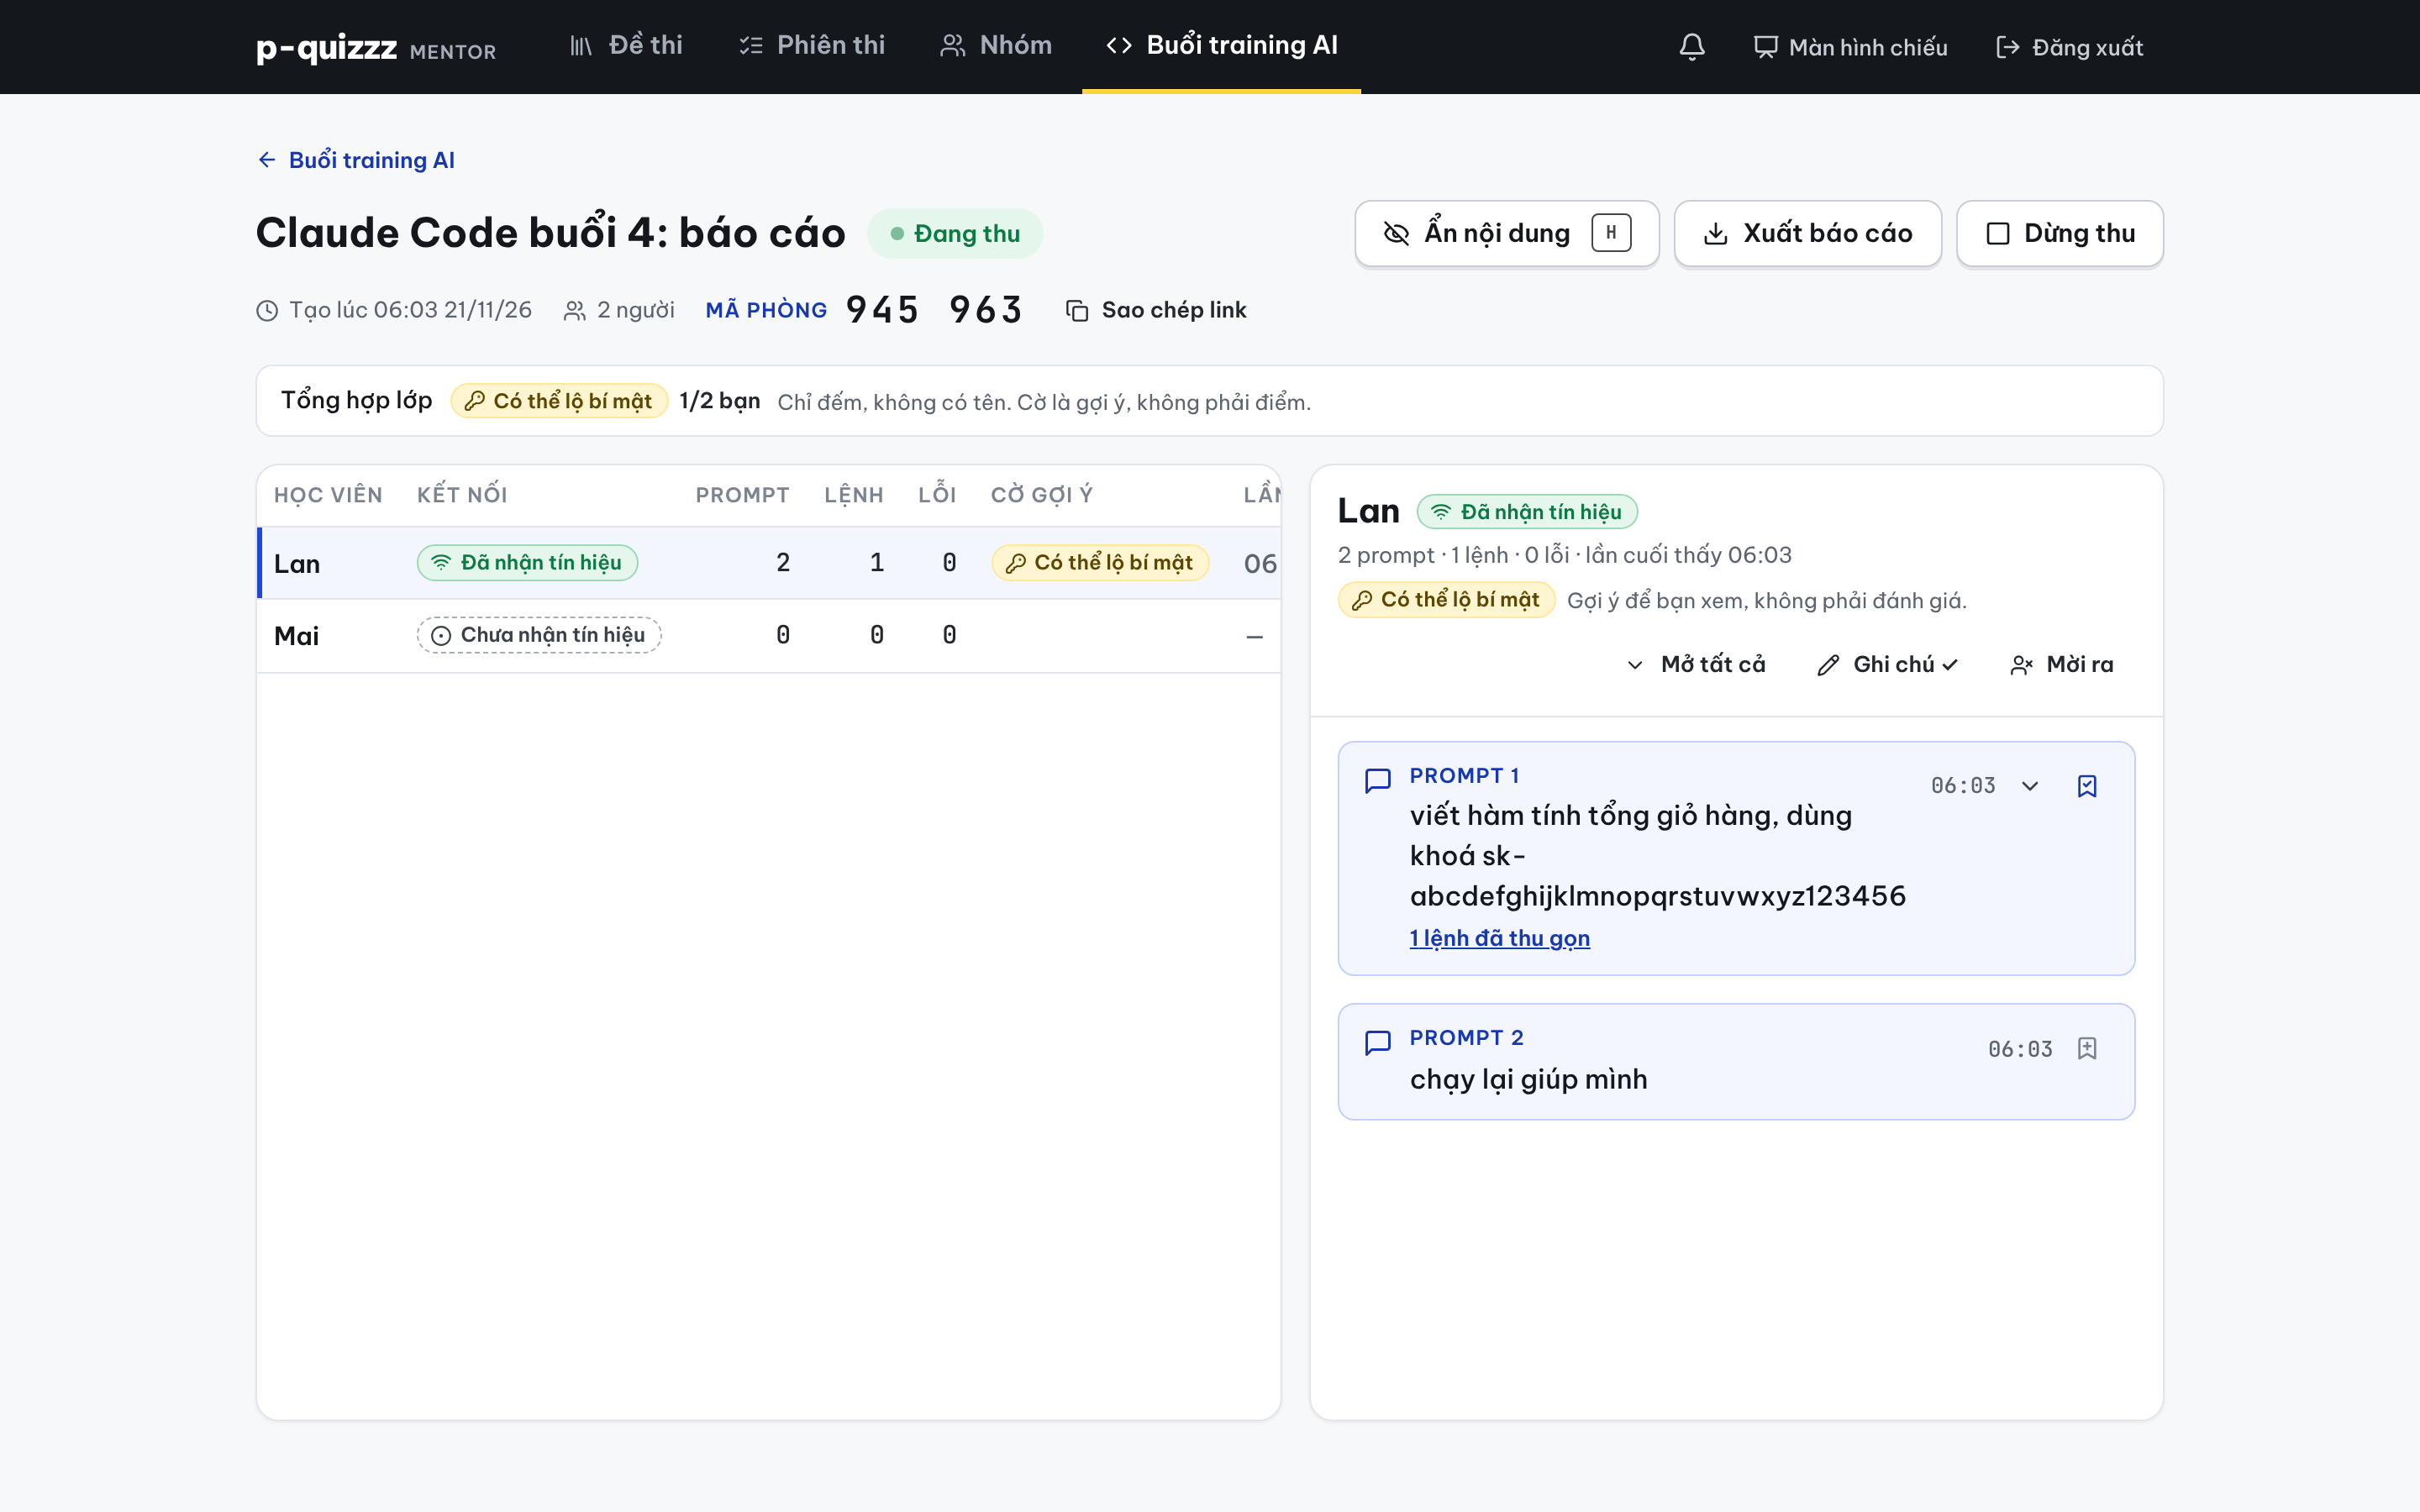 p-quizzz MENTOR
Đề thi
Phiên thi
Nhóm
Buổi training AI
Màn hình chiếu
Đăng xuất
Buổi training AI
Claude Code buổi 4: báo cáo
Đang thu
Ẩn nội dung H
Xuất báo cáo
Dừng thu
Tạo lúc 06:03 21/11/26
2 người
MÃ PHÒNG 945 963
Sao chép link
Tổng hợp lớp Có thể lộ bí mật 1/2 bạn Chỉ đếm, không có tên. Cờ là gợi ý, không phải điểm.
HỌC VIÊN KẾT NỐI PROMPT LỆNH LỖI CỜ GỢI Ý LẦN
Lan Đã nhận tín hiệu 2 1 0 Có thể lộ bí mật 06
Mai Chưa nhận tín hiệu 0 0 0 –
Lan Đã nhận tín hiệu
2 prompt · 1 lệnh · 0 lỗi · lần cuối thấy 06:03
Có thể lộ bí mật Gợi ý để bạn xem, không phải đánh giá.
Mở tất cả
Ghi chú ✓
Mời ra
PROMPT 1 06:03
viết hàm tính tổng giỏ hàng, dùng
khoá sk-
abcdefghijklmnopqrstuvwxyz123456
1 lệnh đã thu gọn
PROMPT 2 06:03
chạy lại giúp mình